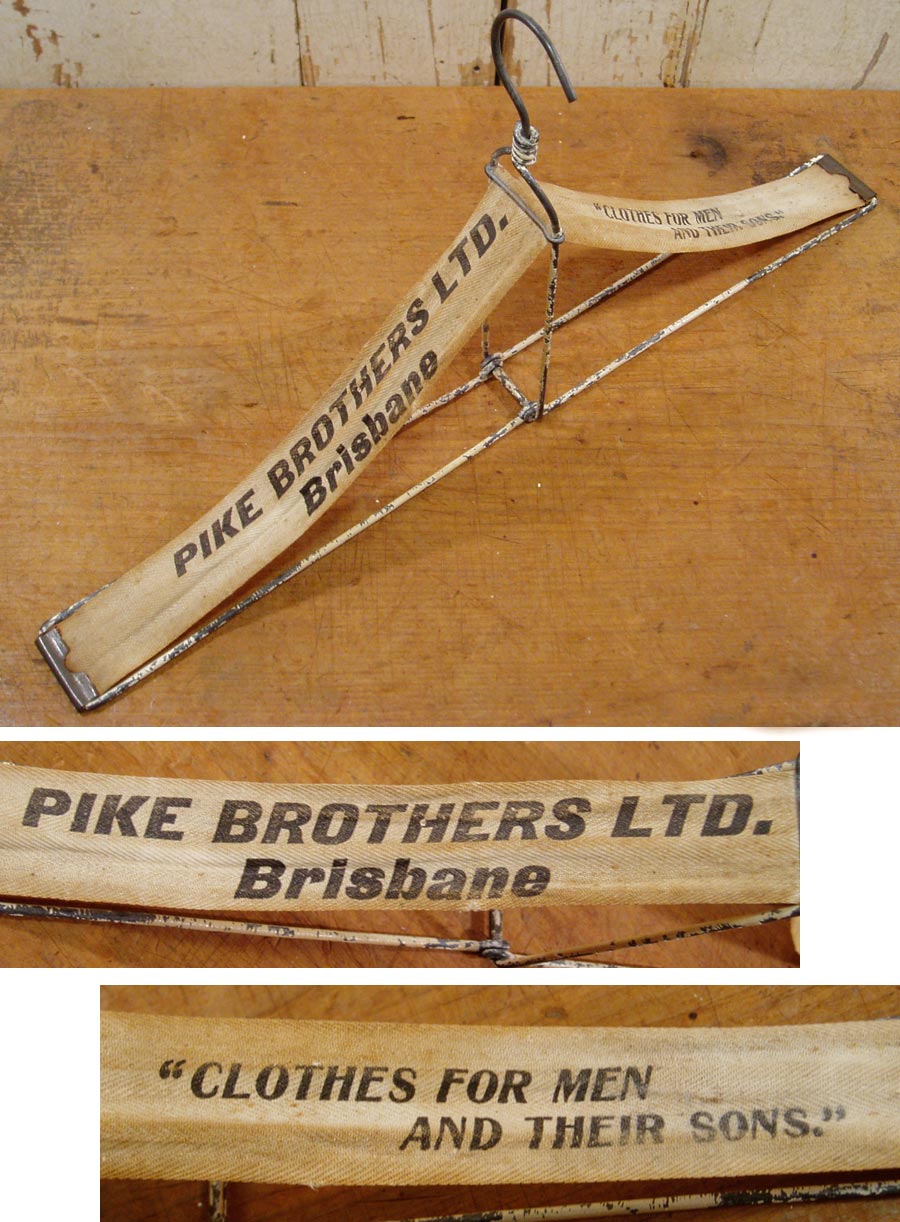 PIKE BROTHERS LTD.
Brisbane
"CLOTHES FOR MEN
AND THEIR SONS."
PIKE BROTHERS LTD.
Brisbane
"CLOTHES FOR MEN
AND THEIR SONS."